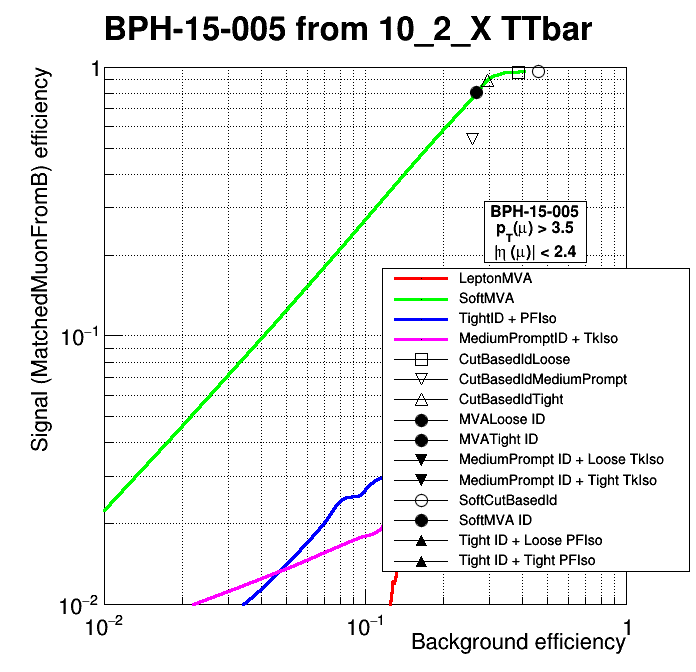 BPH-15-005 from 10_2_X TTbar
Signal (MatchedMuonFromB) efficiency
1
10⁻¹
10⁻²
BPH-15-005
p_T(μ) > 3.5
|η (μ)| < 2.4
LeptonMVA
SoftMVA
TightID + PFIso
MediumPromptID + TkIso
CutBasedIdLoose
CutBasedIdMediumPrompt
CutBasedIdTight
MVALoose ID
MVATight ID
MediumPrompt ID + Loose TkIso
MediumPrompt ID + Tight TkIso
SoftCutBasedId
SoftMVA ID
Tight ID + Loose PFIso
Tight ID + Tight PFIso
10⁻² 10⁻¹ 1
Background efficiency